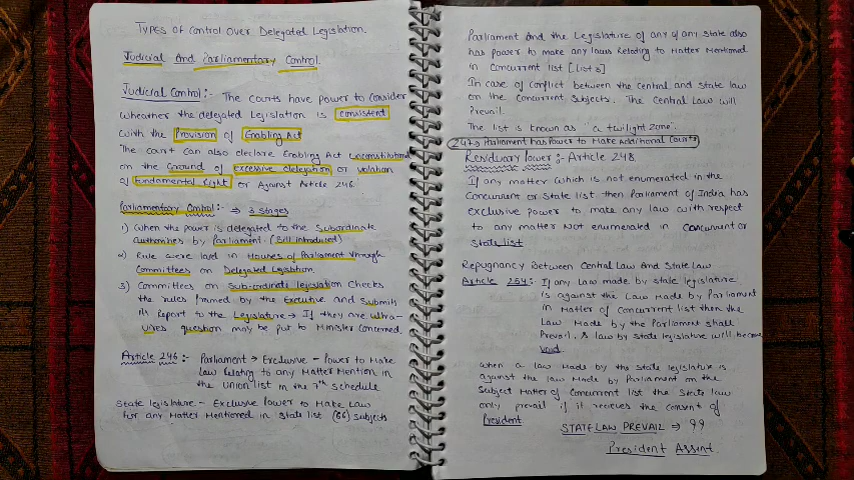 Types of Control Over Delegated Legislation.
Judicial And Parliamentary Control.
Judicial Control:- The courts have power to consider
wheather the delegated Legislation is consistent
with the Provision of Enabling Act
The court can also declare Enabling Act unconstitutional
on the Ground of excessive delegation or volation
of Fundamental Right or Against Article 246
Parliamentary Control:- ⇒ 3 stages
1) When the power is delegated to the Subordinate
authorities by Parliament. (Bill introduced)
2) Rule were laid in Houses of Parliament through
Committees on Delegated Legislation.
3) Committees on Subordinate legislation Checks
the rules framed by the Executive and Submits
its report to the Legislature → If they are ultra-
vires question may be put to Minister Concerned.
Article 246: Parliament > Exclusive - Power to Make
law relating to any Matter Mention in
the Union list in the 7th Schedule
State legislature - Exclusive Power to Make Law
for any Matter Mentioned in State list (66) Subjects
Parliament and the Legislature of any of any State also
has power to make any laws Relating to Matter Mentioned
in Concurrent list [List 3]
In case of Conflict between the Central and State law
on the Concurrent Subjects. The Central Law will
Prevail.
The list is known as "a twilight Zone".
247 → Parliament has Power to Make Additional Courts
Residuary Power:- Article 248
If any matter which is not enumerated in the
Concurrent or State list then Parliament of India has
exclusive power to make any law with respect
to any matter Not enumerated in Concurrent or
State list
Repugnancy Between Central Law And State Law
Article 254: If any Law made by state legislature
is against the Law Made by Parliament
in Matter of Concurrent list then the
Law Made by the Parliament shall
Prevail. & law by State legislature will become
void.
When a law Made by the State legislature is
against the law Made by Parliament on the
Subject Matter of Concurrent list the State law
only prevail if it recieves the consent of
President.
STATE LAW PREVAIL ⇒ 99
President Assent.